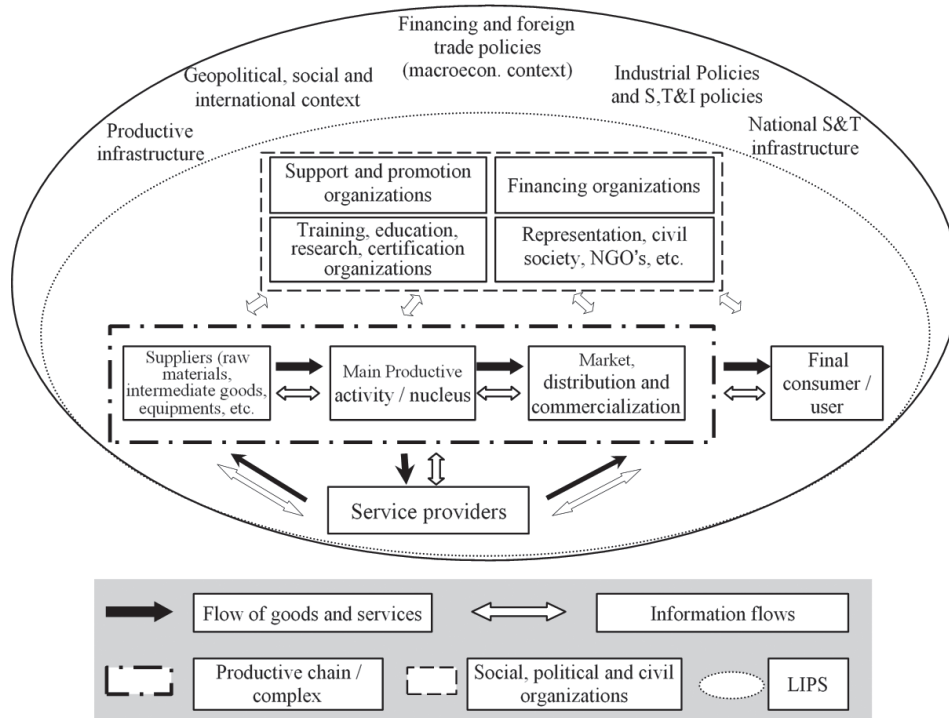 Financing and foreign
trade policies
(macroecon. context)
Geopolitical, social and
international context
Industrial Policies
and S,T&I policies
Productive
infrastructure
National S&T
infrastructure
Support and promotion
organizations
Financing organizations
Training, education,
research, certification
organizations
Representation, civil
society, NGO's, etc.
Suppliers (raw
materials,
intermediate goods,
equipments, etc.
Main Productive
activity / nucleus
Market,
distribution and
commercialization
Final
consumer /
user
Service providers
Flow of goods and services
Information flows
Productive chain /
complex
Social, political and civil
organizations
LIPS